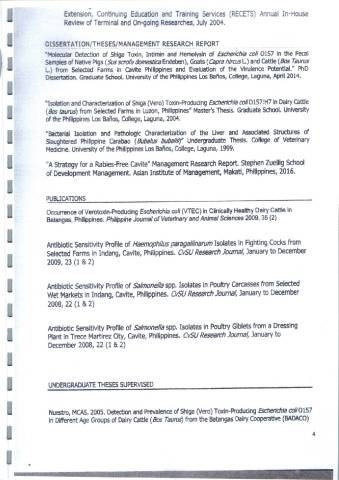 Extension, Continuing Education and Training Services (RECETS) Annual In-House
Review of Terminal and On-going Researches, July 2004.
DISSERTATION/THESES/MANAGEMENT RESEARCH REPORT
"Molecular Detection of Shiga Toxin, Intimin and Hemolysin of Escherichia coli O157 in the Fecal
Samples of Native Pigs (Sus scrofa domestica Erxleben), Goats (Capra hircus L.) and Cattle (Bos Taurus
L.) from Selected Farms in Cavite Philippines and Evaluation of the Virulence Potential." PhD
Dissertation. Graduate School. University of the Philippines Los Baños, College, Laguna, April 2014.
"Isolation and Characterization of Shiga (Vero) Toxin-Producing Escherichia coli O157:H7 in Dairy Cattle
(Bos taurus) from Selected Farms in Luzon, Philippines" Master's Thesis. Graduate School. University
of the Philippines Los Baños, College, Laguna, 2004.
"Bacterial Isolation and Pathologic Characterization of the Liver and Associated Structures of
Slaughtered Philippine Carabao (Bubalus bubalis)" Undergraduate Thesis. College of Veterinary
Medicine. University of the Philippines Los Baños, College, Laguna, 1999.
"A Strategy for a Rabies-Free Cavite" Management Research Report. Stephen Zuellig School
of Development Management. Asian Institute of Management, Makati, Philippines, 2016.
PUBLICATIONS
Occurrence of Verotoxin-Producing Escherichia coli (VTEC) in Clinically Healthy Dairy Cattle in
Batangas, Philippines. Philippine Journal of Veterinary and Animal Sciences 2009, 35 (2)
Antibiotic Sensitivity Profile of Haemophilus paragallinarum Isolates in Fighting Cocks from
Selected Farms in Indang, Cavite, Philippines. CvSU Research Journal, January to December
2009, 23 (1 & 2)
Antibiotic Sensitivity Profile of Salmonella spp. Isolates in Poultry Carcasses from Selected
Wet Markets in Indang, Cavite, Philippines. CvSU Research Journal, January to December
2008, 22 (1 & 2)
Antibiotic Sensitivity Profile of Salmonella spp. Isolates in Poultry Giblets from a Dressing
Plant in Trece Martirez City, Cavite, Philippines. CvSU Research Journal, January to
December 2008, 22 (1 & 2)
UNDERGRADUATE THESES SUPERVISED
Nuestro, MCAS. 2005. Detection and Prevalence of Shiga (Vero) Toxin-Producing Escherichia coli O157
in Different Age Groups of Dairy Cattle (Bos Taurus) from the Batangas Dairy Cooperative (BADACO)
4